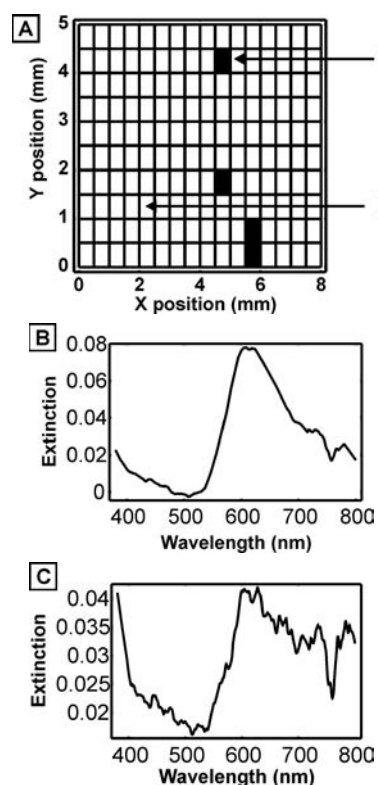 A
Y position (mm)
5
4
3
2
1
0
0 2 4 6 8
X position (mm)
B
Extinction
0.08
0.06
0.04
0.02
0
400 500 600 700 800
Wavelength (nm)
C
Extinction
0.04
0.035
0.03
0.025
0.02
400 500 600 700 800
Wavelength (nm)